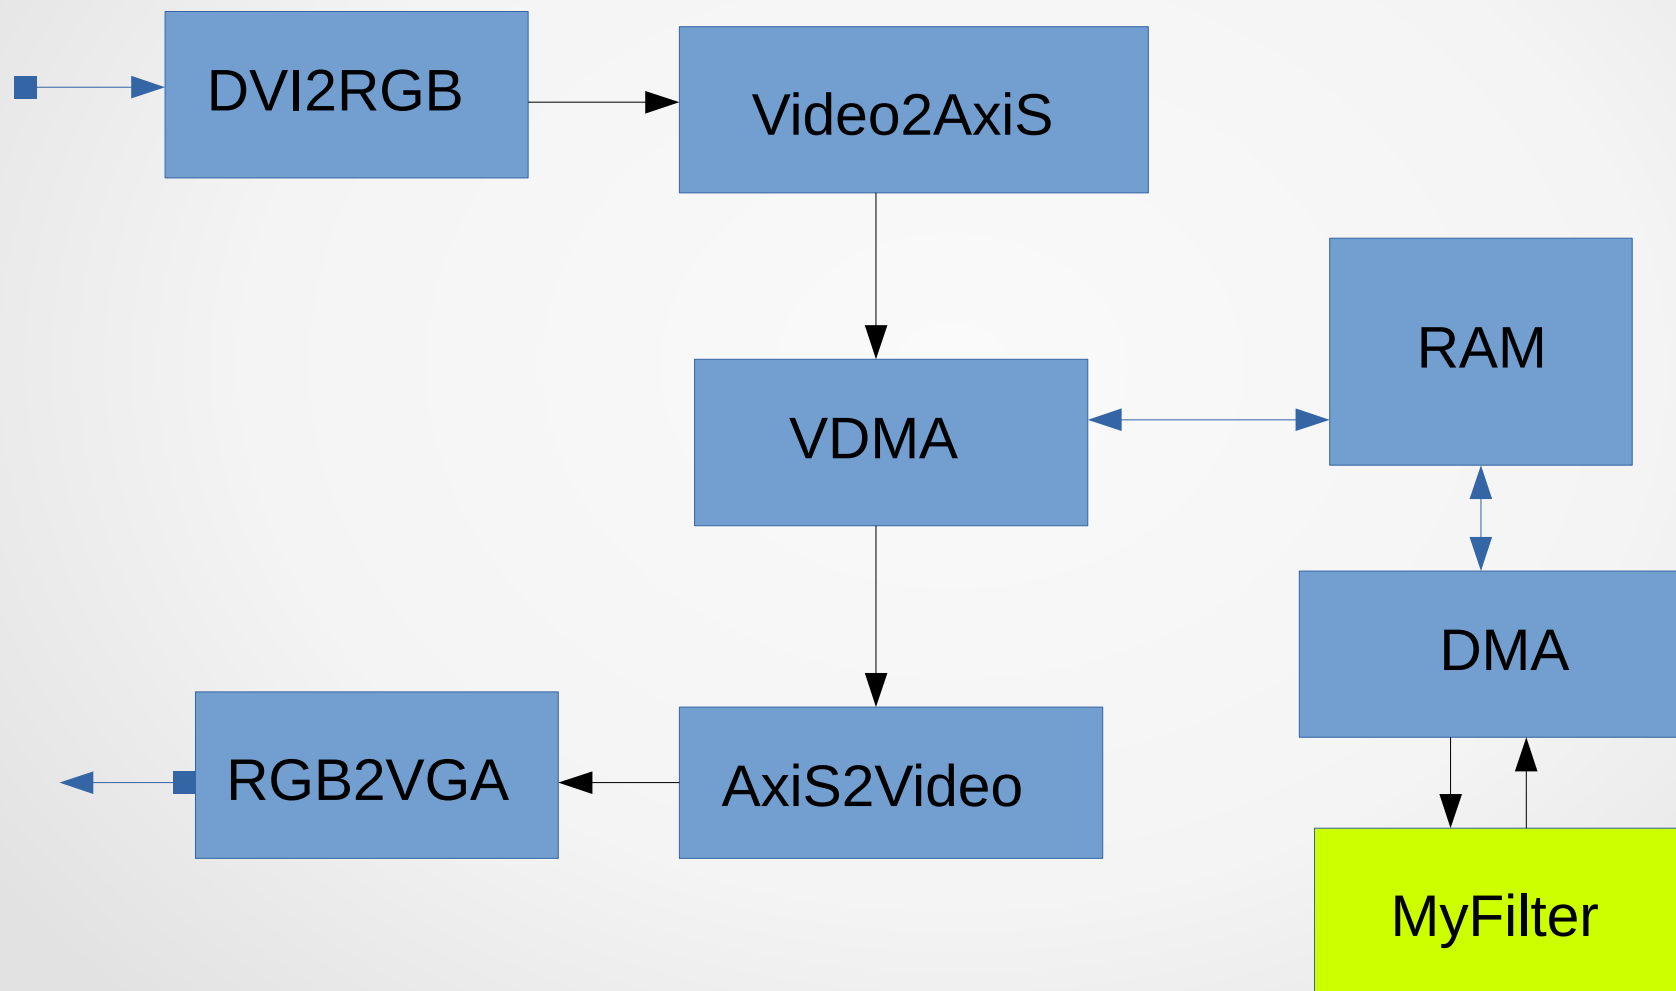 DVI2RGB
Video2AxiS
RAM
VDMA
DMA
RGB2VGA
AxiS2Video
MyFilter